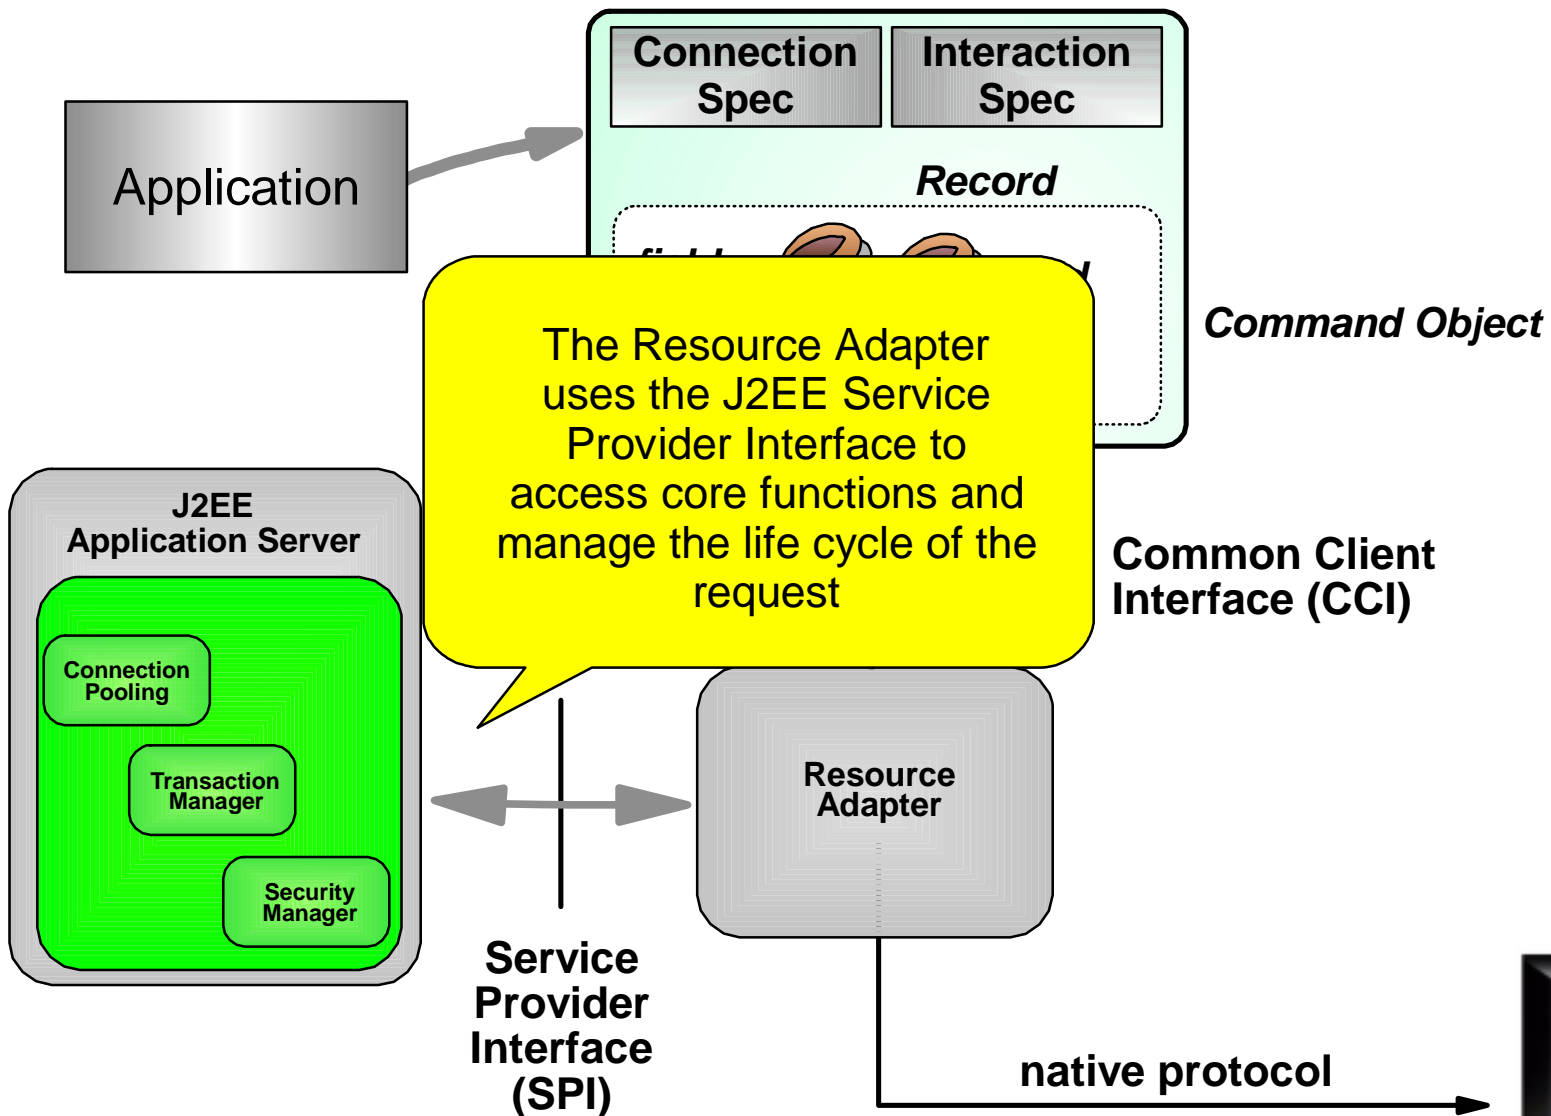 Connection
Spec
Interaction
Spec
Application
Record
Command Object
The Resource Adapter
uses the J2EE Service
Provider Interface to
access core functions and
manage the life cycle of the
request
J2EE
Application Server
Common Client
Interface (CCI)
Connection
Pooling
Transaction
Manager
Resource
Adapter
Security
Manager
Service
Provider
Interface
(SPI)
native protocol